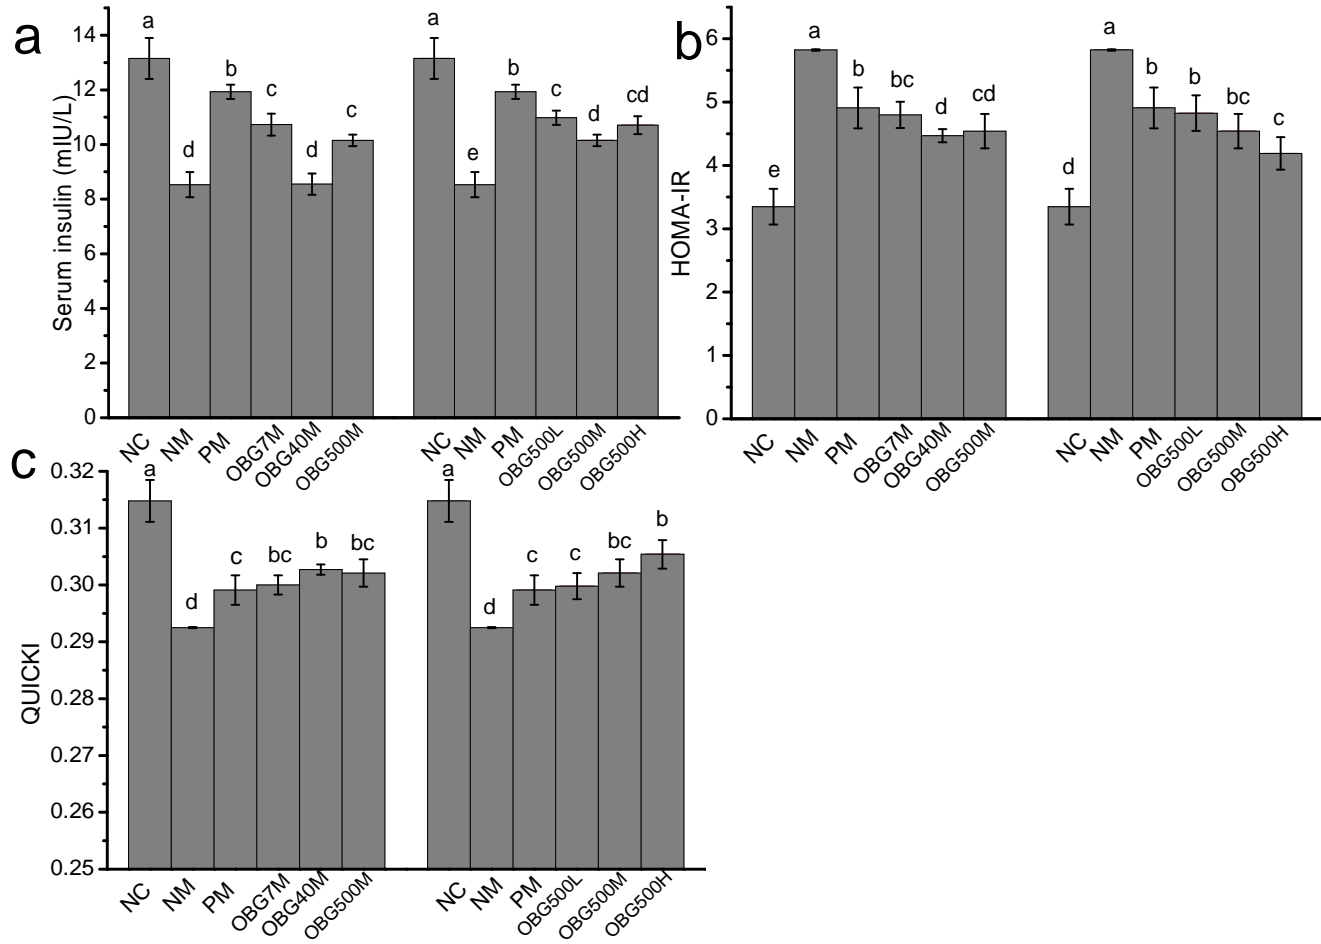 a
Serum insulin (mIU/L)
14
12
10
8
6
4
2
0
a
d
b
c
d
c
a
e
b
c
d
cd
NC
NM
PM
OBG7M
OBG40M
OBG500M
NC
NM
PM
OBG500L
OBG500M
OBG500H
b
HOMA-IR
6
5
4
3
2
1
0
e
a
b
bc
d
cd
d
a
b
b
bc
c
NC
NM
PM
OBG7M
OBG40M
OBG500M
NC
NM
PM
OBG500L
OBG500M
OBG500H
c
QUICKI
0.32
0.31
0.30
0.29
0.28
0.27
0.26
0.25
a
d
c
bc
b
bc
a
d
c
c
bc
b
NC
NM
PM
OBG7M
OBG40M
OBG500M
NC
NM
PM
OBG500L
OBG500M
OBG500H